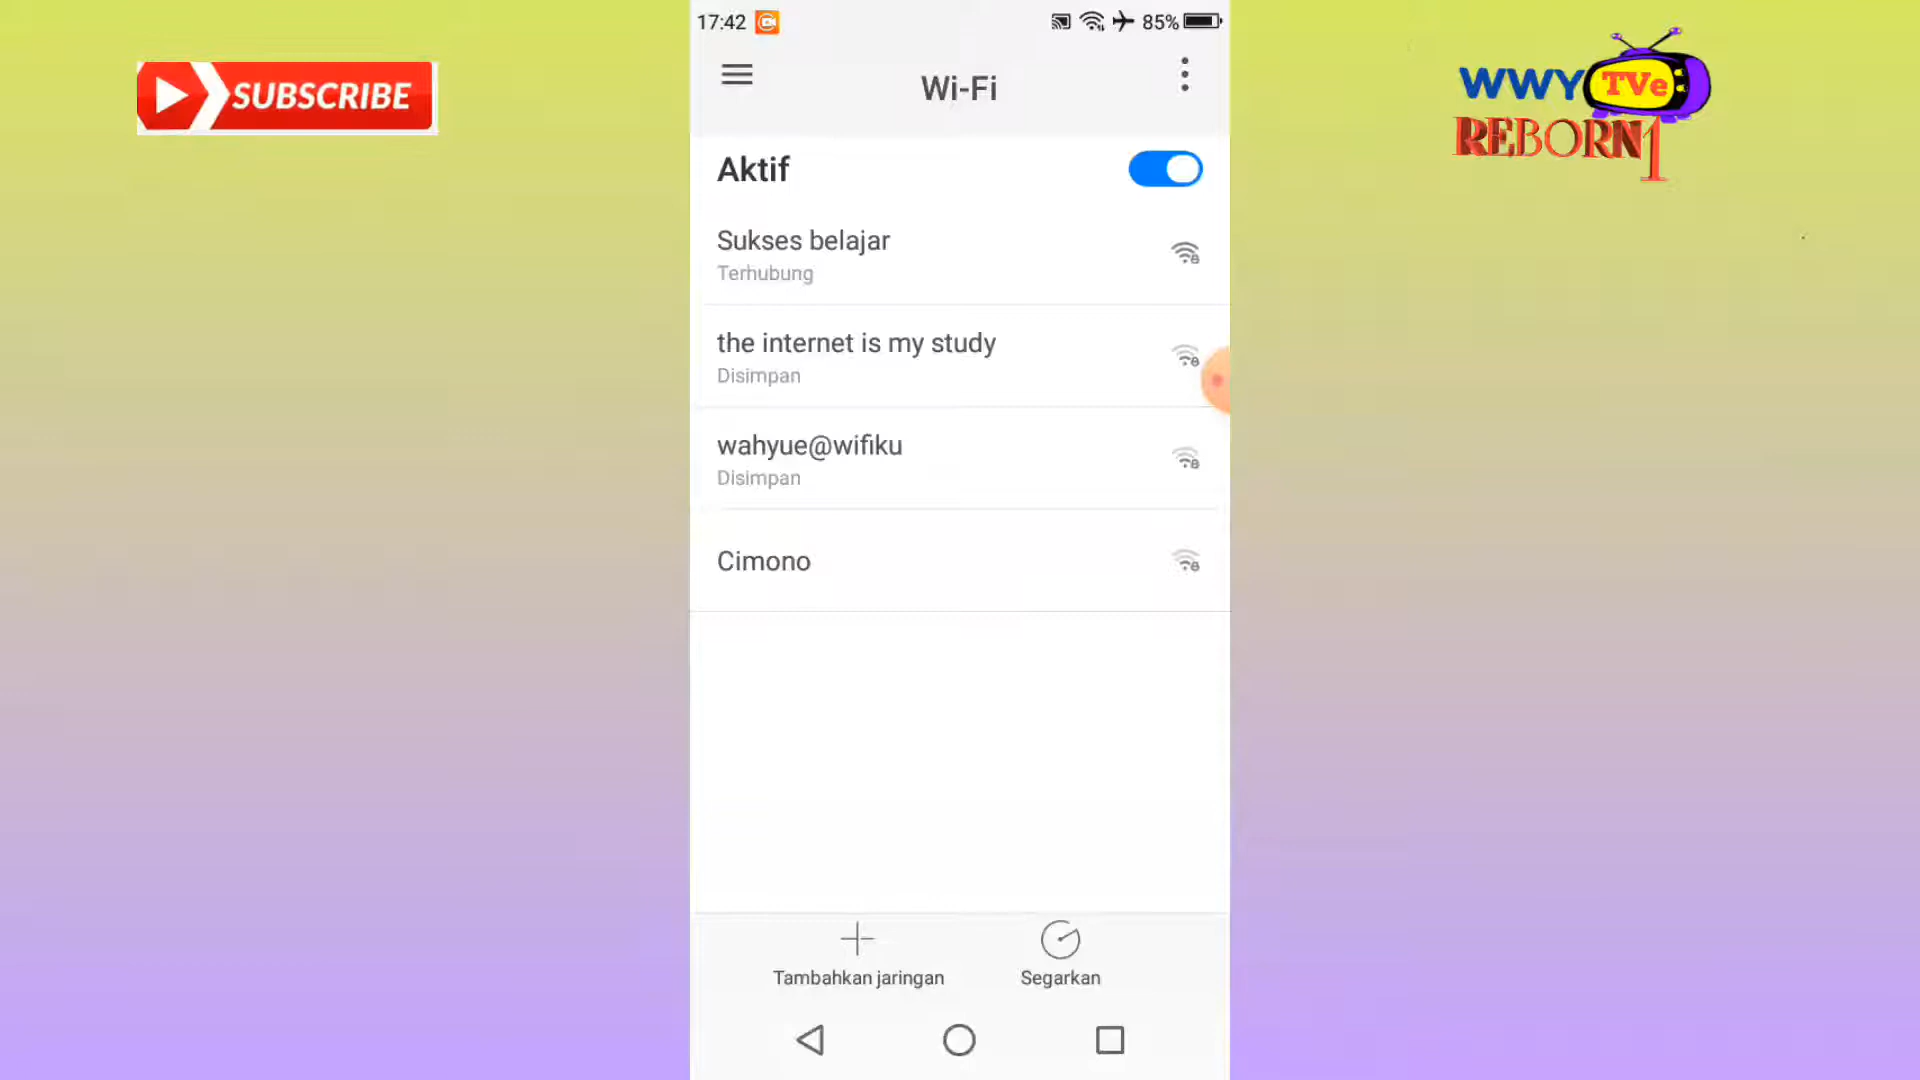 17:42
85%
SUBSCRIBE
WWY TVe
REBORN1
Wi-Fi
Aktif
Sukses belajar
Terhubung
the internet is my study
Disimpan
wahyue@wifiku
Disimpan
Cimono
Tambahkan jaringan
Segarkan